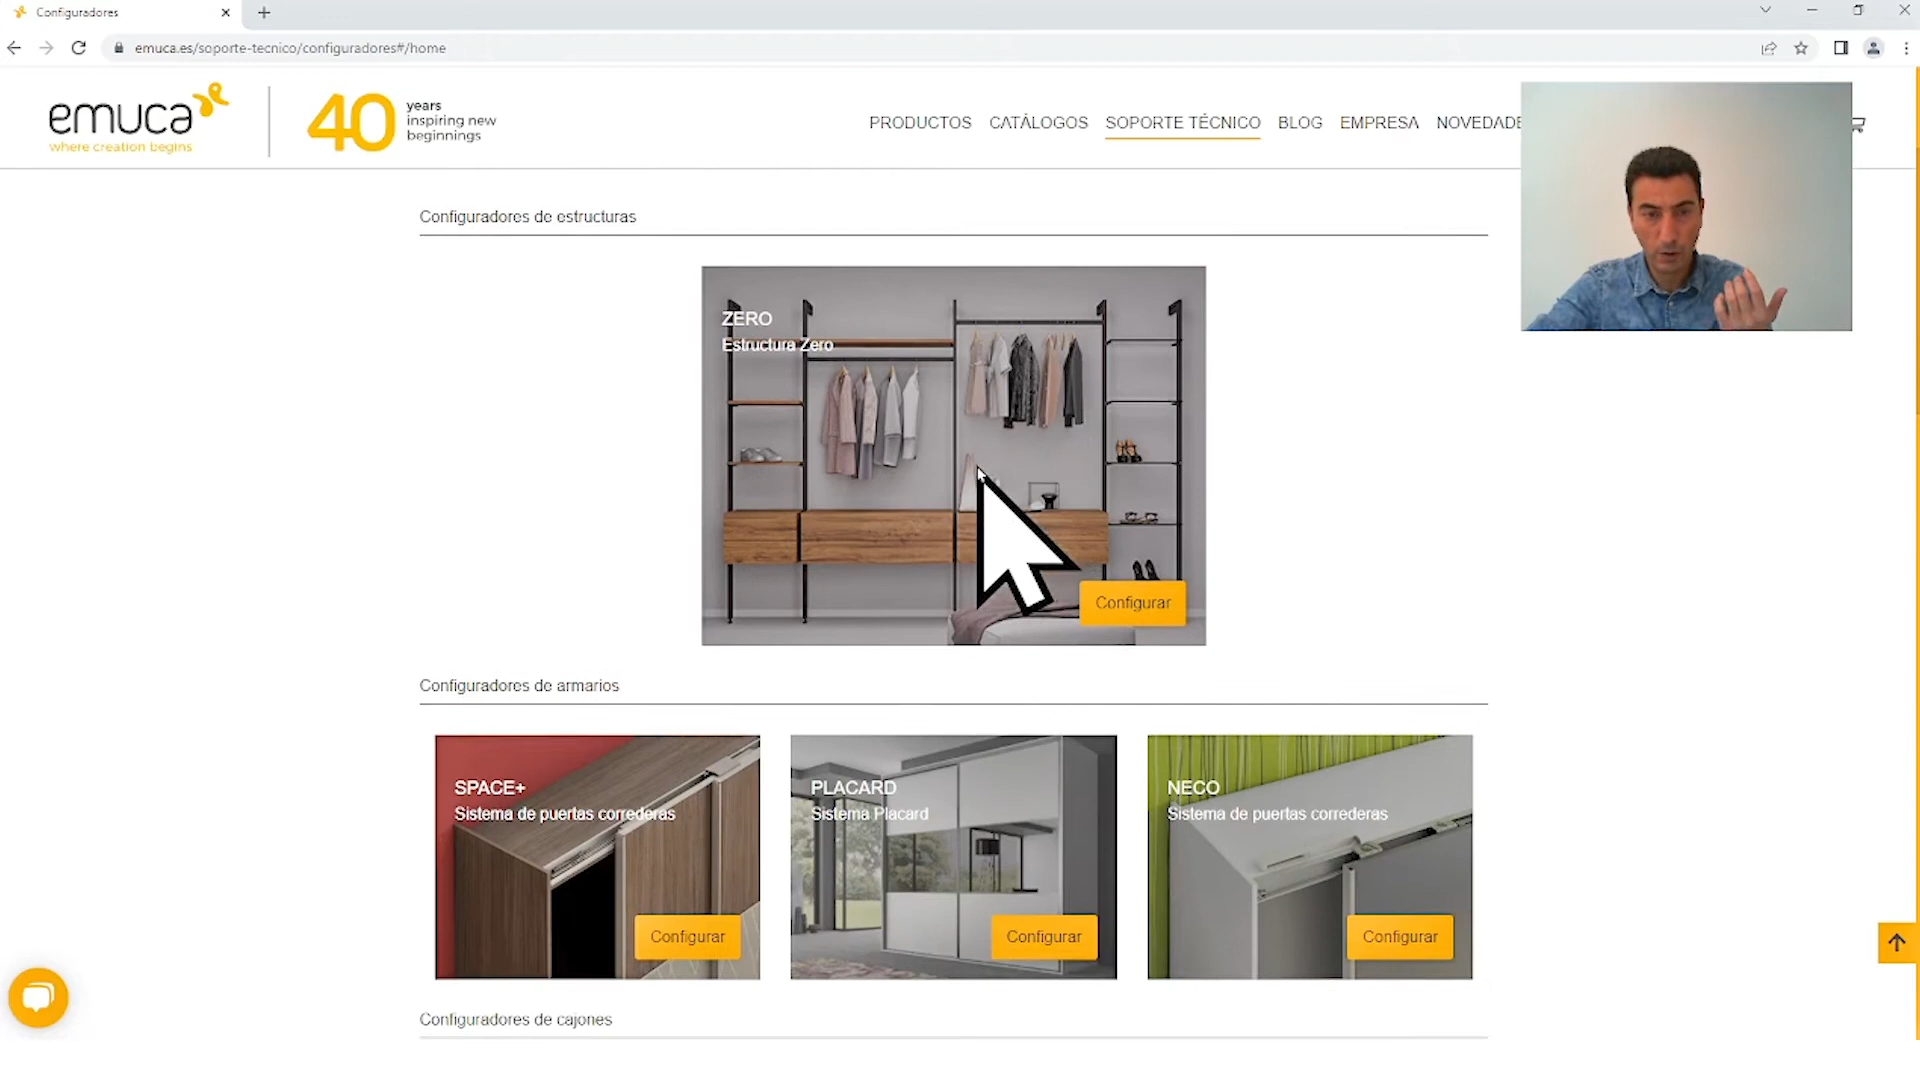 Configuradores
emuca.es/soporte-tecnico/configuradores#/home
emuca
where creation begins
40
years
inspiring new
beginnings
PRODUCTOS CATÁLOGOS SOPORTE TÉCNICO BLOG EMPRESA NOVEDADE
Configuradores de estructuras
ZERO
Estructura Zero
Configurar
Configuradores de armarios
SPACE+
Sistema de puertas correderas
Configurar
PLACARD
Sistema Placard
Configurar
NECO
Sistema de puertas correderas
Configurar
Configuradores de cajones